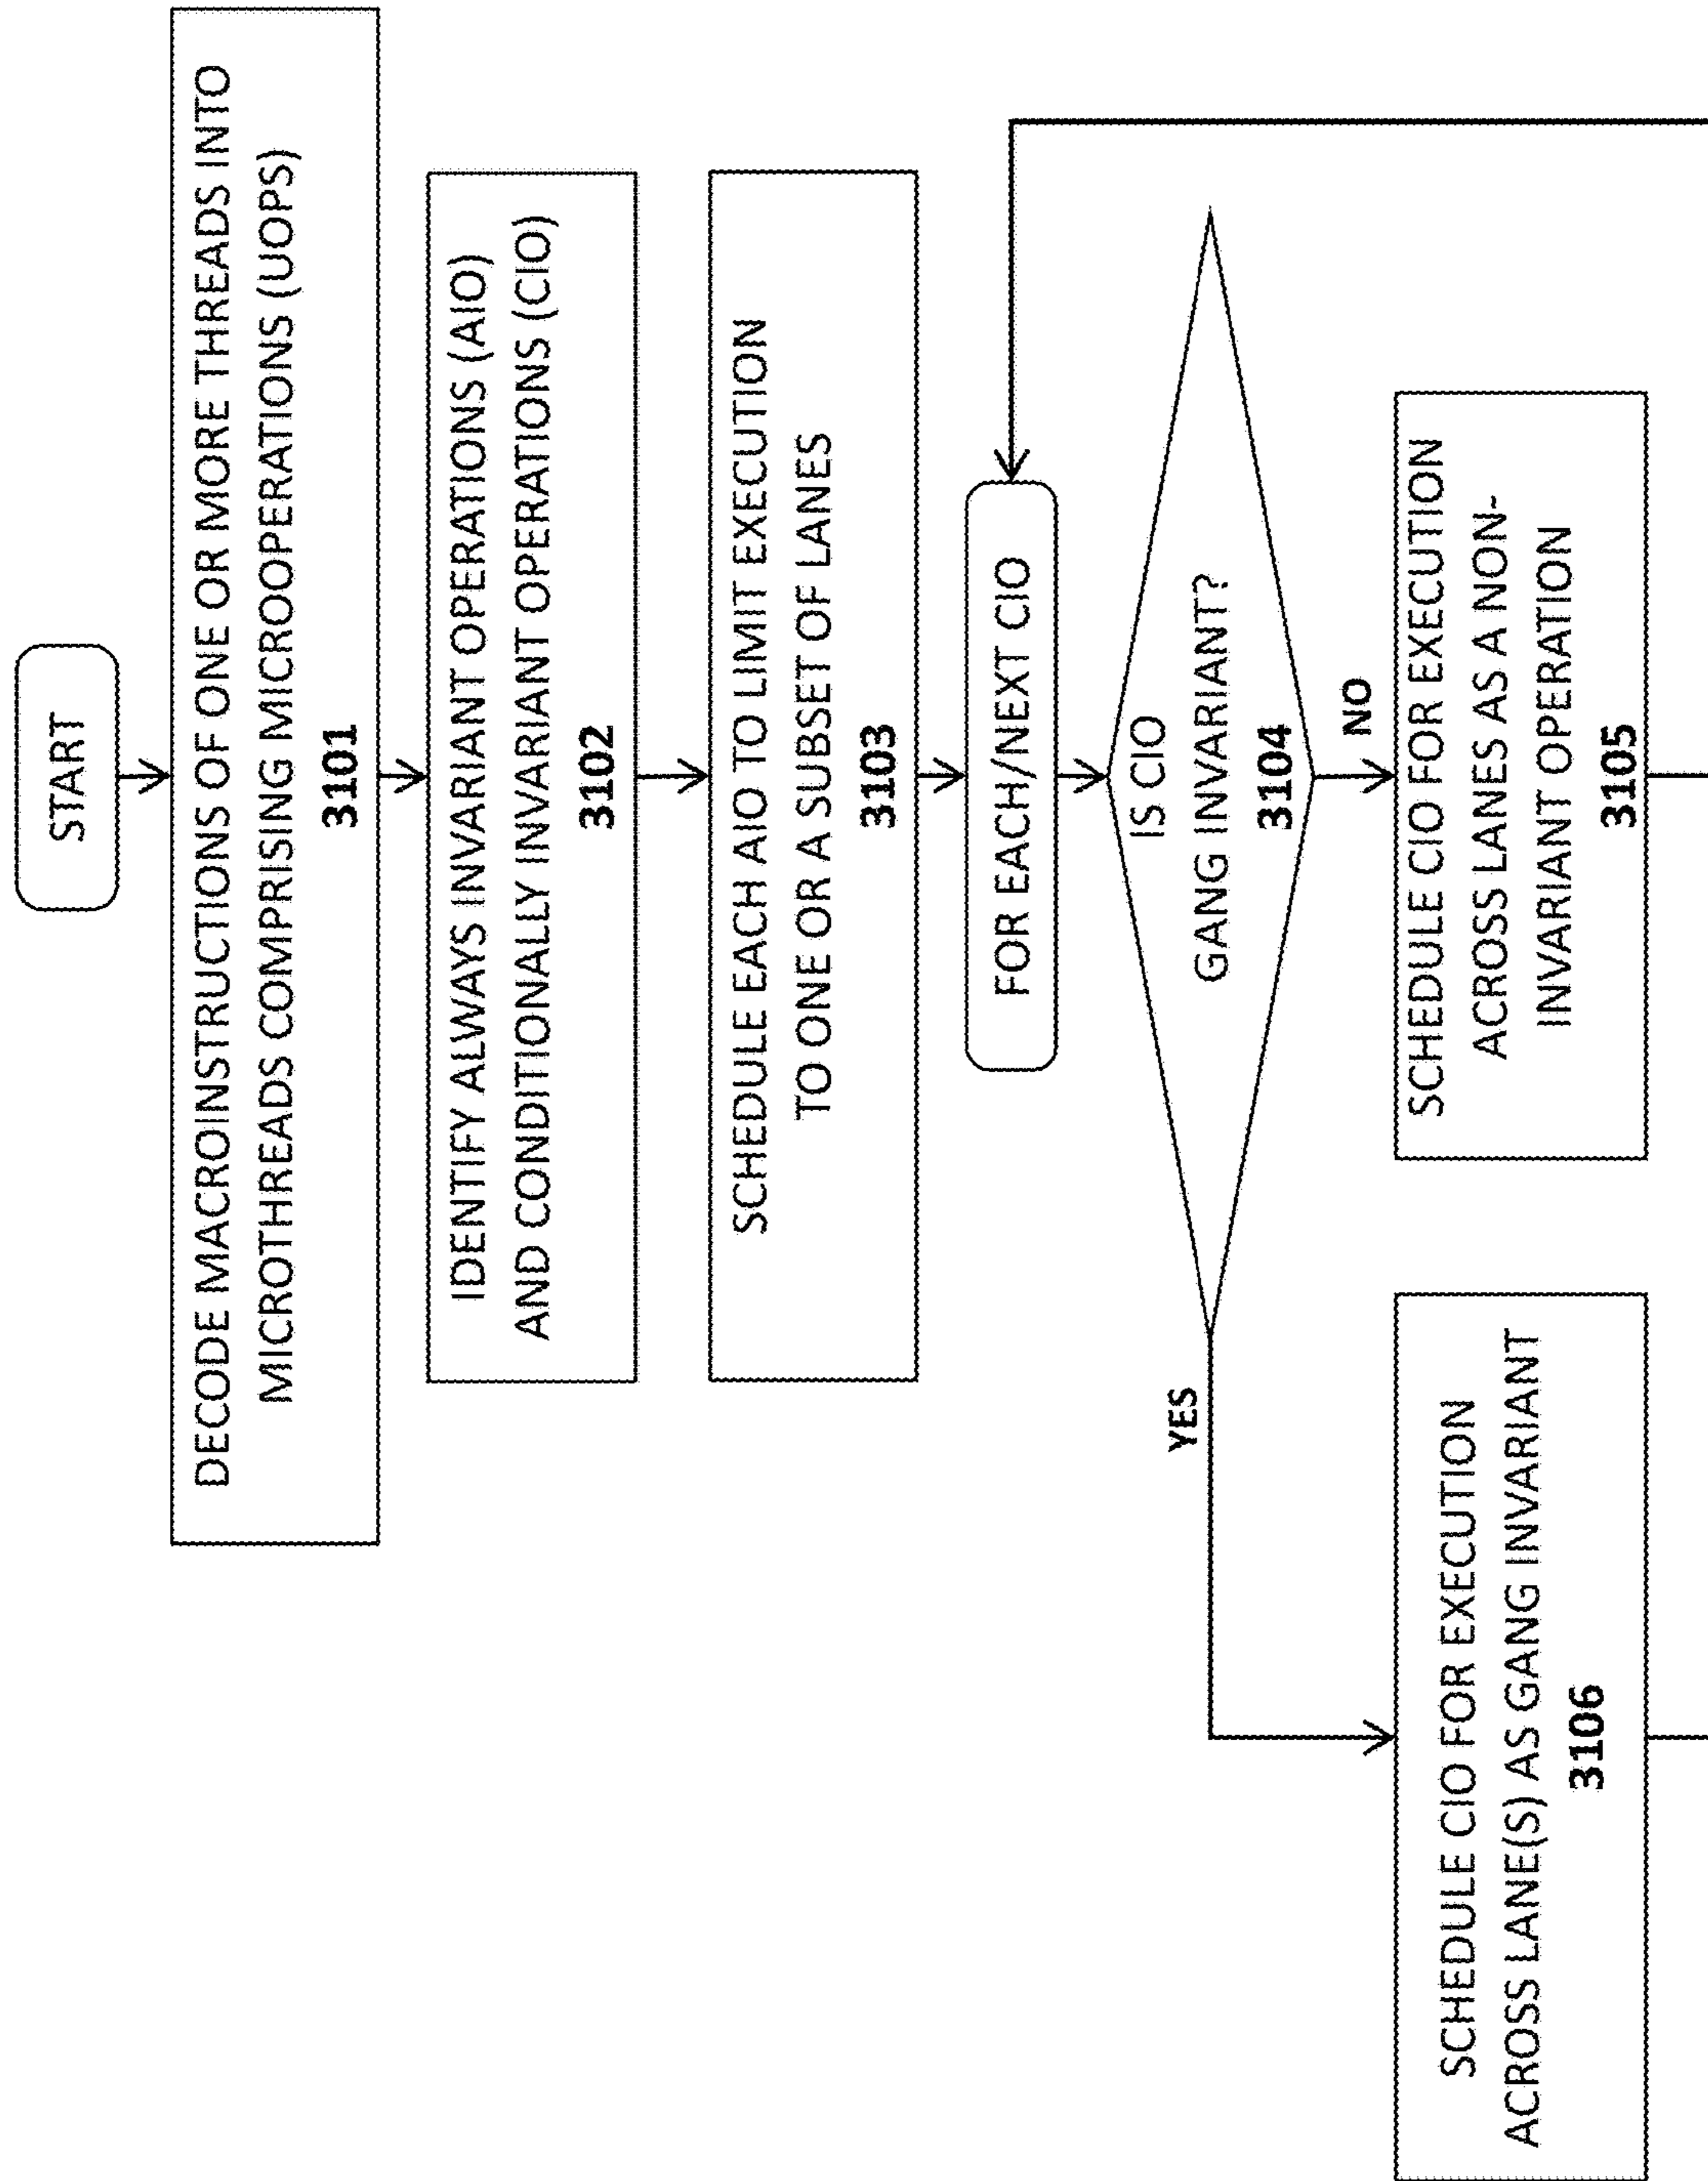 START
DECODE MACROINSTRUCTIONS OF ONE OR MORE THREADS INTO
MICROTHREADS COMPRISING MICROOPERATIONS (UOPS)
3101
IDENTIFY ALWAYS INVARIANT OPERATIONS (AIO)
AND CONDITIONALLY INVARIANT OPERATIONS (CIO)
3102
SCHEDULE EACH AIO TO LIMIT EXECUTION
TO ONE OR A SUBSET OF LANES
3103
FOR EACH/NEXT CIO
IS CIO
GANG INVARIANT?
3104
YES
NO
SCHEDULE CIO FOR EXECUTION
ACROSS LANE(S) AS GANG INVARIANT
3106
SCHEDULE CIO FOR EXECUTION
ACROSS LANES AS A NON-
INVARIANT OPERATION
3105